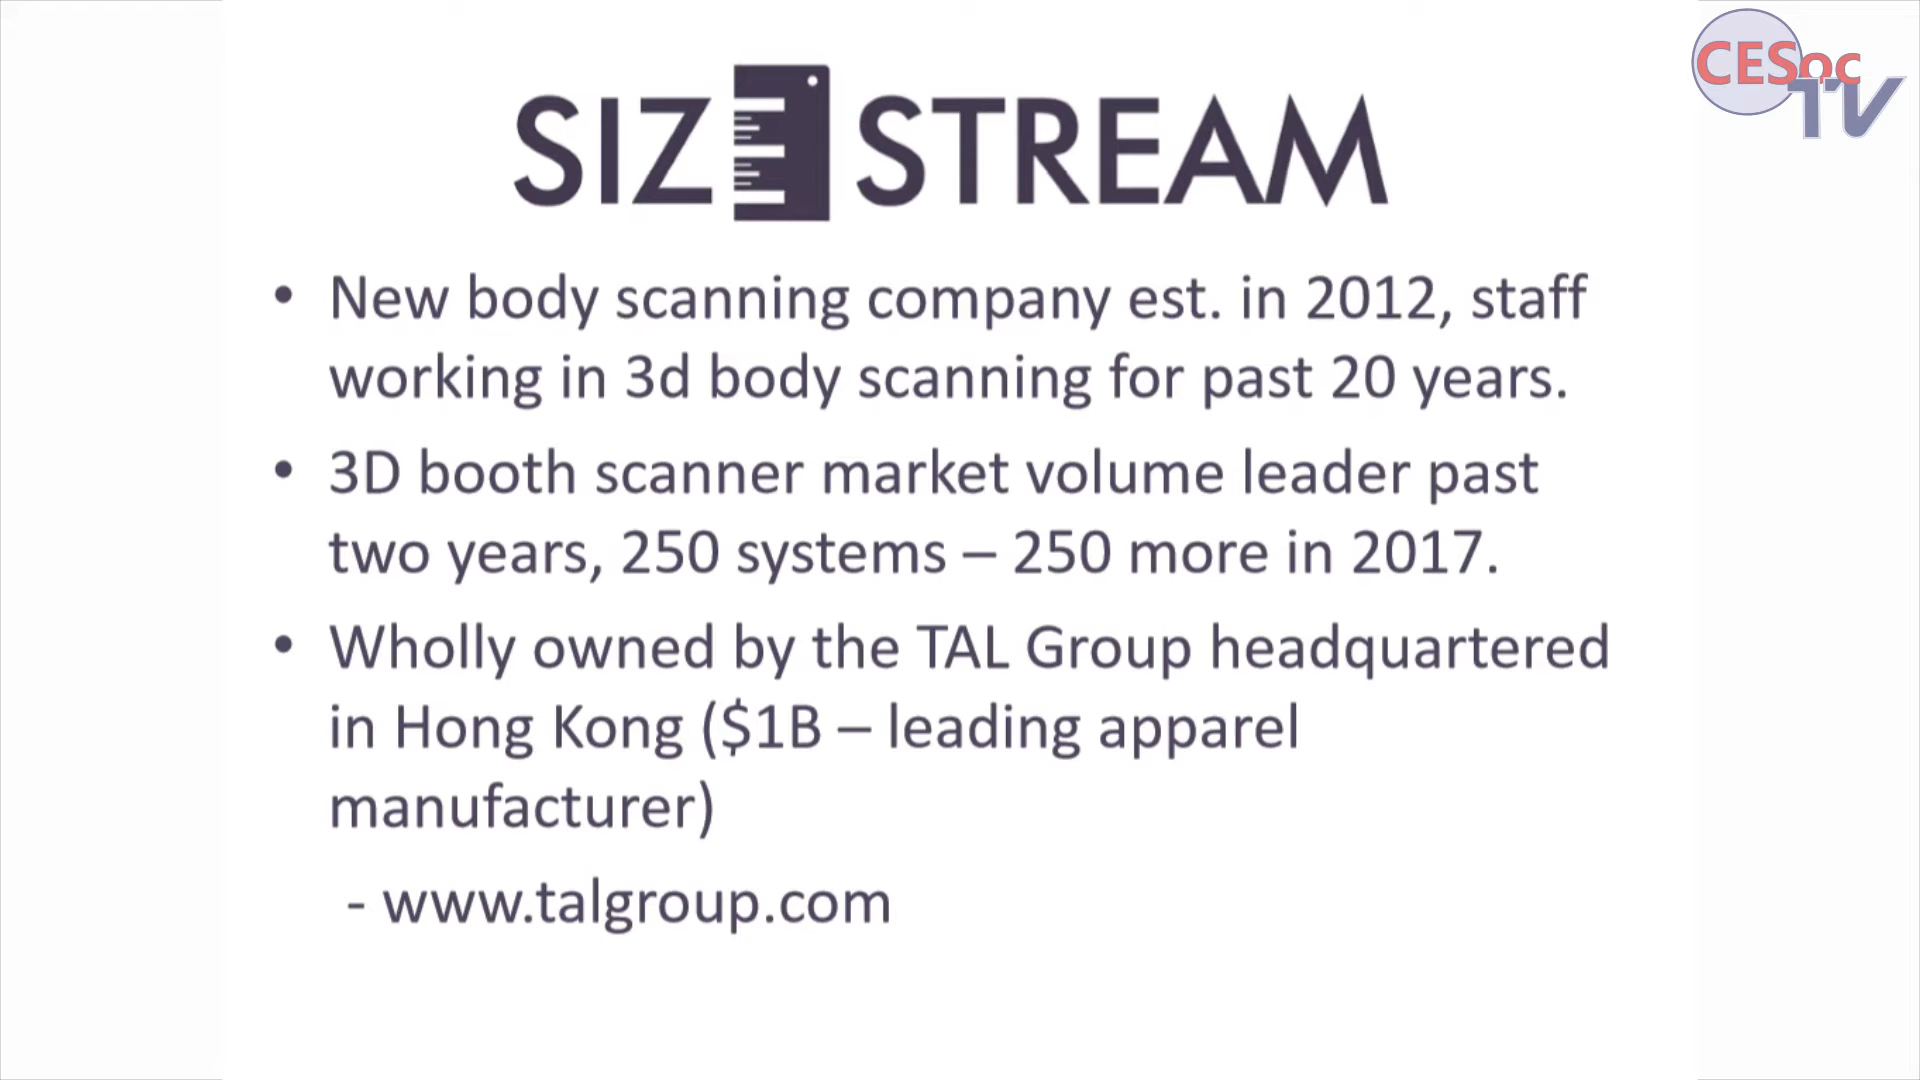 SIZE STREAM
CESoc
TV
• New body scanning company est. in 2012, staff
working in 3d body scanning for past 20 years.
• 3D booth scanner market volume leader past
two years, 250 systems – 250 more in 2017.
• Wholly owned by the TAL Group headquartered
in Hong Kong ($1B – leading apparel
manufacturer)
- www.talgroup.com